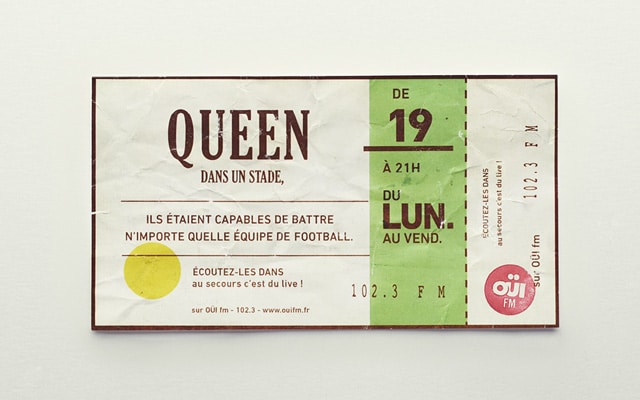 QUEEN
DANS UN STADE,
ILS ÉTAIENT CAPABLES DE BATTRE
N'IMPORTE QUELLE ÉQUIPE DE FOOTBALL.
ÉCOUTEZ-LES DANS
au secours c'est du live !
sur OÜI fm - 102.3 - www.ouifm.fr
DE
19
À 21H
DU
LUN.
AU VEND.
102.3 FM
ÉCOUTEZ-LES DANS
au secours c'est du live !
102.3 FM
sur OÜI fm
OÜI
FM